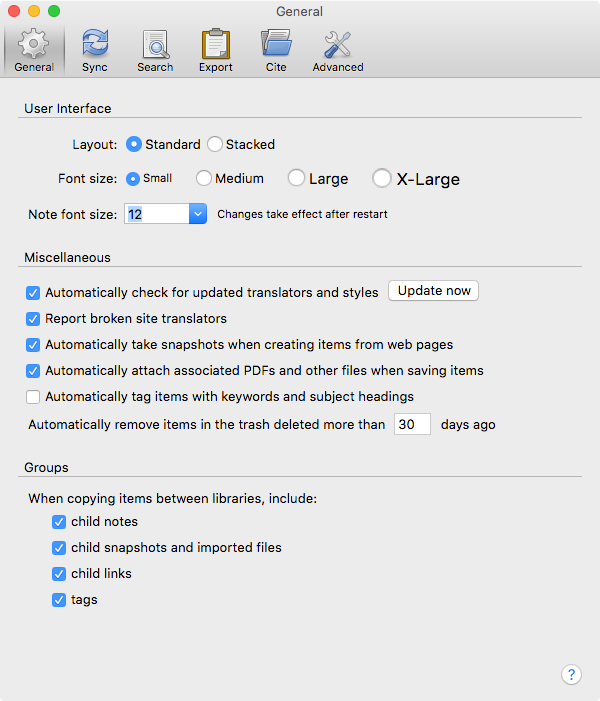 General
General Sync Search Export Cite Advanced
User Interface
Layout: Standard Stacked
Font size: Small Medium Large X-Large
Note font size: 12 Changes take effect after restart
Miscellaneous
Automatically check for updated translators and styles Update now
Report broken site translators
Automatically take snapshots when creating items from web pages
Automatically attach associated PDFs and other files when saving items
Automatically tag items with keywords and subject headings
Automatically remove items in the trash deleted more than 30 days ago
Groups
When copying items between libraries, include:
child notes
child snapshots and imported files
child links
tags
?